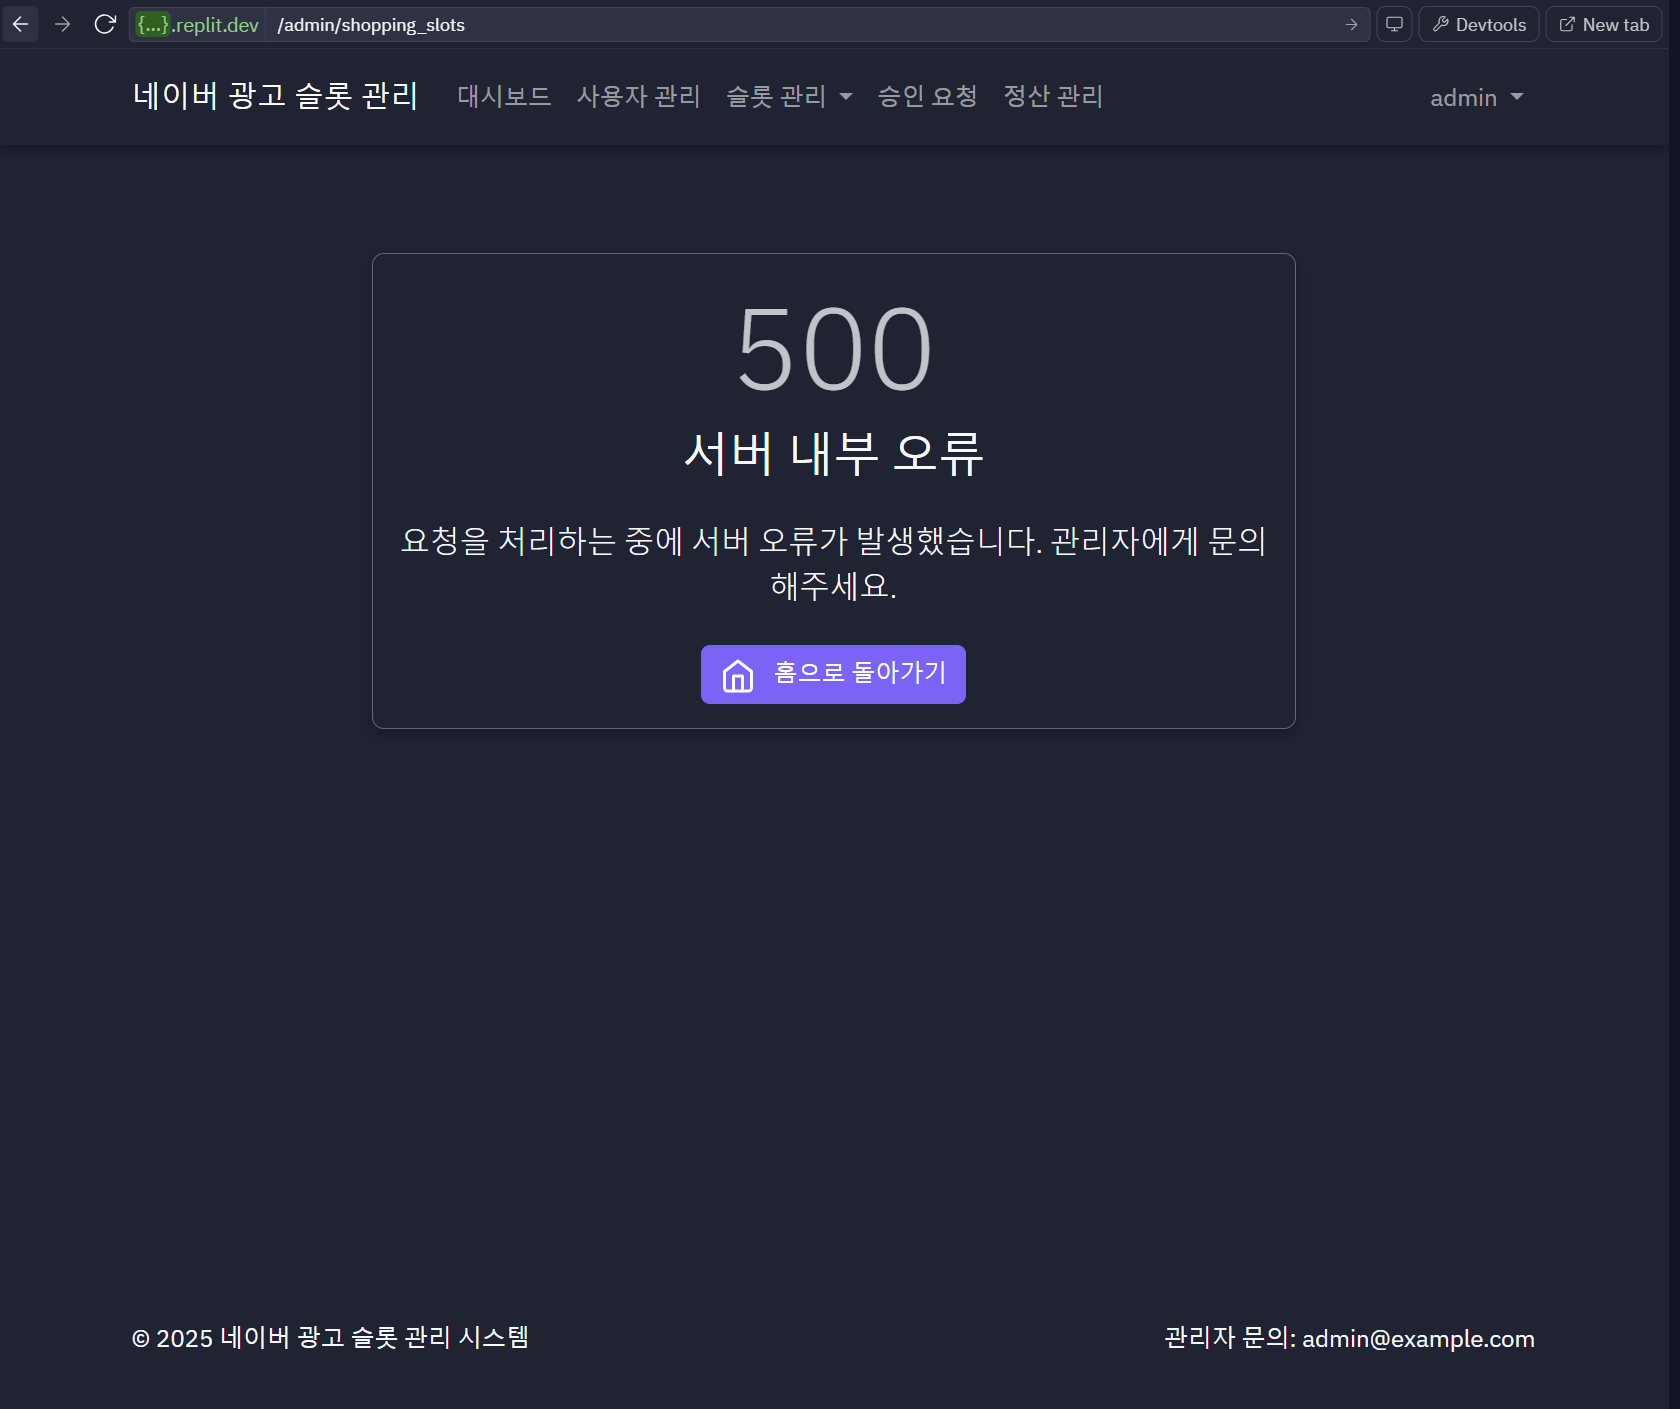 {...}.replit.dev /admin/shopping_slots Devtools New tab
네이버 광고 슬롯 관리 대시보드 사용자 관리 슬롯 관리 승인 요청 정산 관리 admin
500
서버 내부 오류
요청을 처리하는 중에 서버 오류가 발생했습니다. 관리자에게 문의
해주세요.
홈으로 돌아가기
© 2025 네이버 광고 슬롯 관리 시스템 관리자 문의: admin@example.com